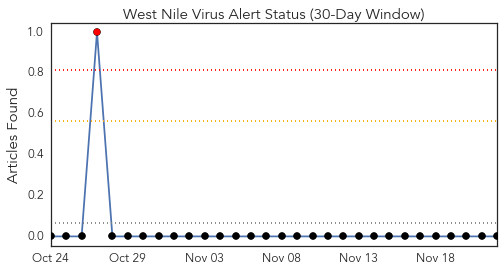 West Nile Virus Alert Status (30-Day Window)
Articles Found
1.0
0.8
0.6
0.4
0.2
0.0
Oct 24 Oct 29 Nov 03 Nov 08 Nov 13 Nov 18